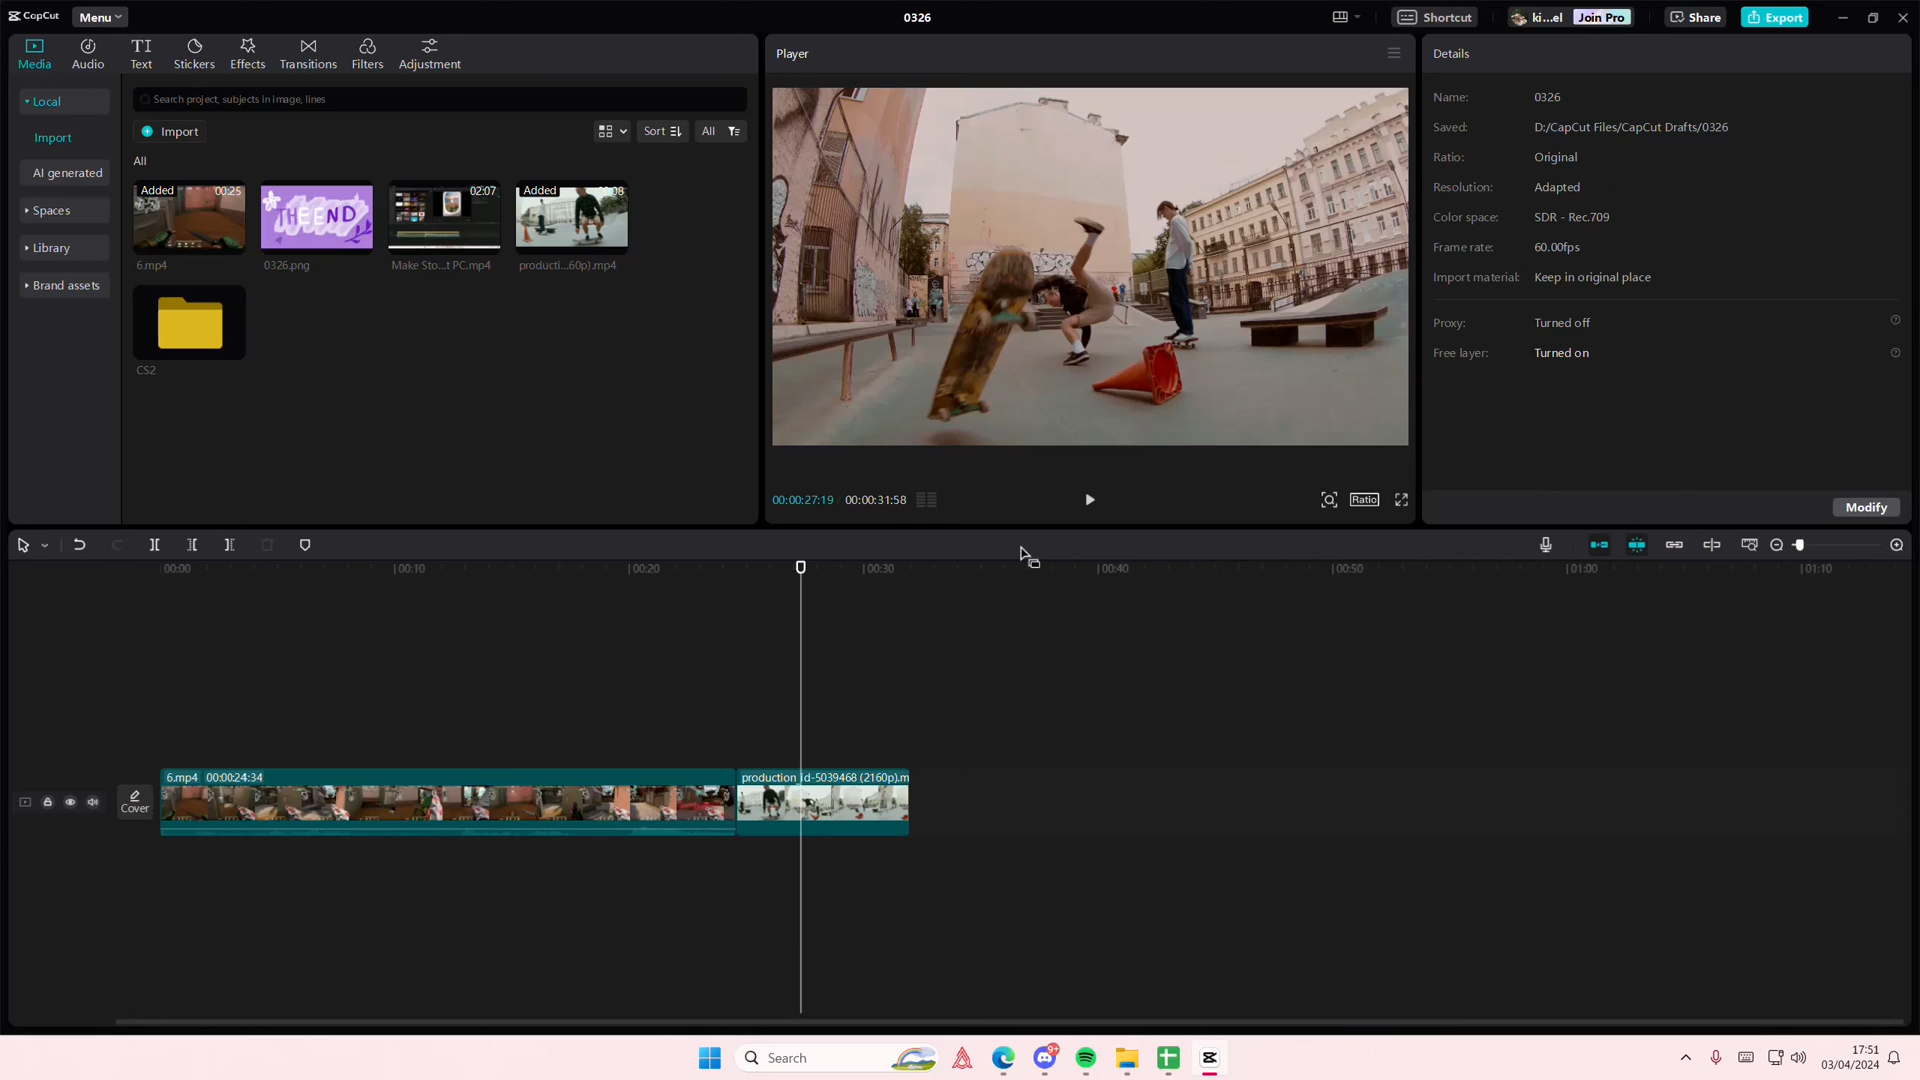 CapCut
Menu
0326
Shortcut
ki...el
Join Pro
Share
Export
Media
Audio
Text
Stickers
Effects
Transitions
Filters
Adjustment
Local
Import
AI generated
Spaces
Library
Brand assets
Search project, subjects in image, lines
Import
Sort
All
All
Added
00:25
THE END
02:07
Added
6.mp4
0326.png
Make Sto...t PC.mp4
producti...60p).mp4
CS2
Player
00:00:27:19
00:00:31:58
Ratio
Details
Name:
0326
Saved:
D:/CapCut Files/CapCut Drafts/0326
Ratio:
Original
Resolution:
Adapted
Color space:
SDR - Rec.709
Frame rate:
60.00fps
Import material:
Keep in original place
Proxy:
Turned off
Free layer:
Turned on
Modify
00:00
00:10
00:20
00:30
00:40
00:50
01:00
01:10
Cover
6.mp4 00:00:24:34
production_id-5039468 (2160p).m
Search
9+
17:51
03/04/2024